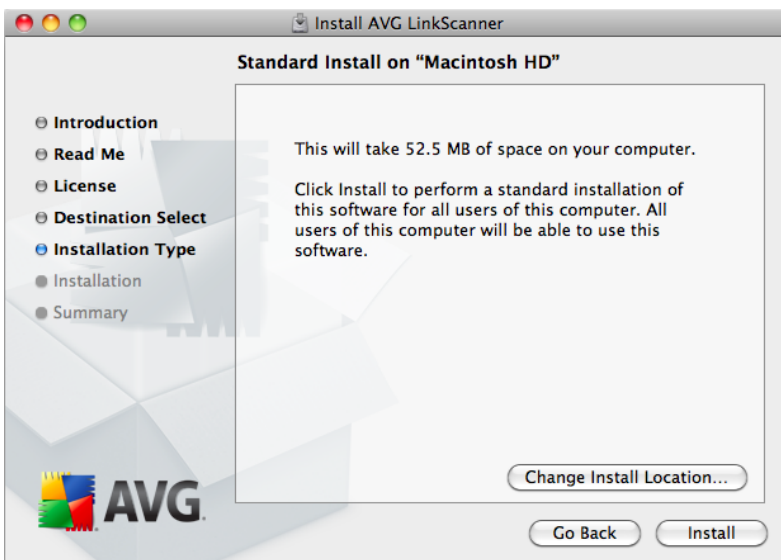 Install AVG LinkScanner
Standard Install on “Macintosh HD”
Introduction
Read Me
License
Destination Select
Installation Type
Installation
Summary
This will take 52.5 MB of space on your computer.
Click Install to perform a standard installation of
this software for all users of this computer. All
users of this computer will be able to use this
software.
Change Install Location...
AVG
Go Back
Install